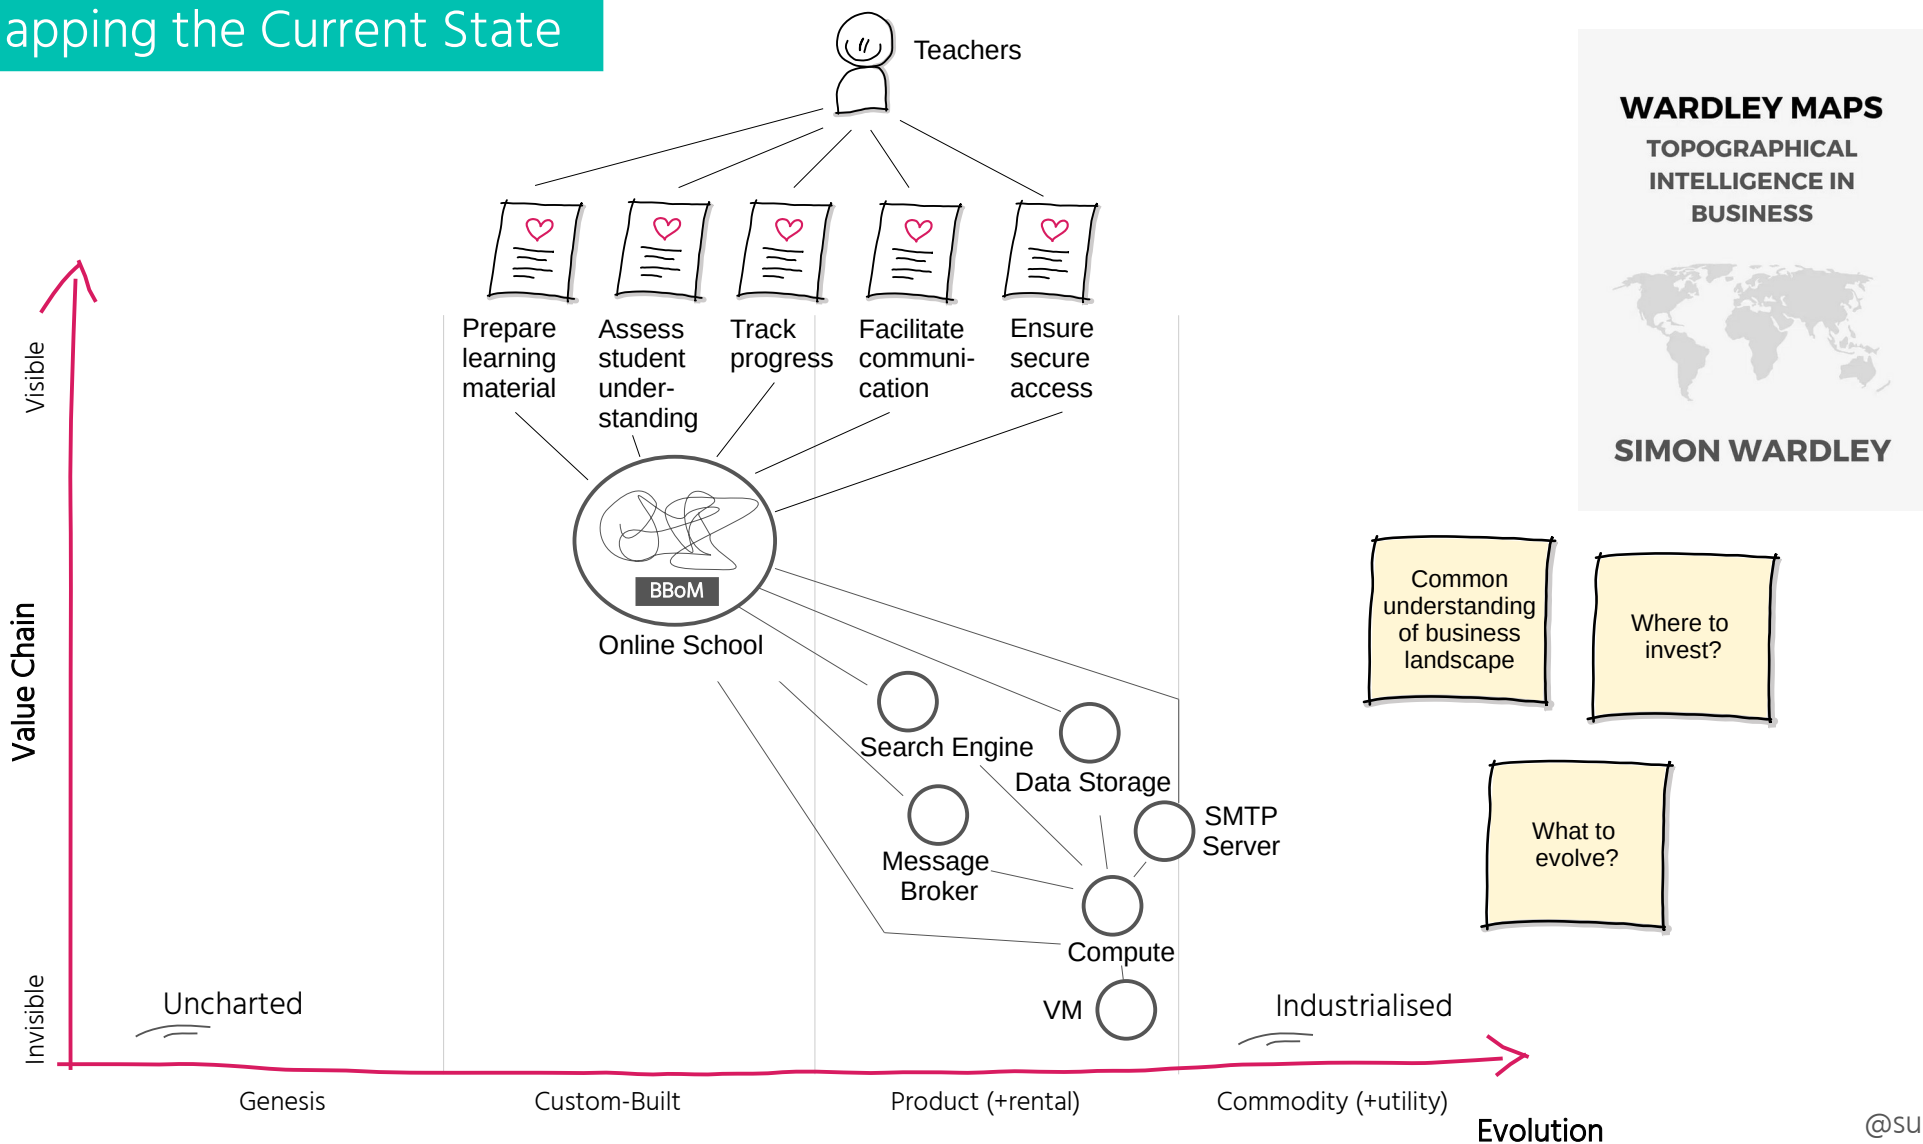 apping the Current State
Teachers
WARDLEY MAPS
TOPOGRAPHICAL
INTELLIGENCE IN
BUSINESS
SIMON WARDLEY
Prepare
learning
material
Assess
student
under-
standing
Track
progress
Facilitate
communi-
cation
Ensure
secure
access
Visible
Value Chain
Invisible
BBoM
Online School
Search Engine
Data Storage
Message
Broker
SMTP
Server
Compute
VM
Common
understanding
of business
landscape
Where to
invest?
What to
evolve?
Uncharted
Industrialised
Genesis
Custom-Built
Product (+rental)
Commodity (+utility)
Evolution
@su